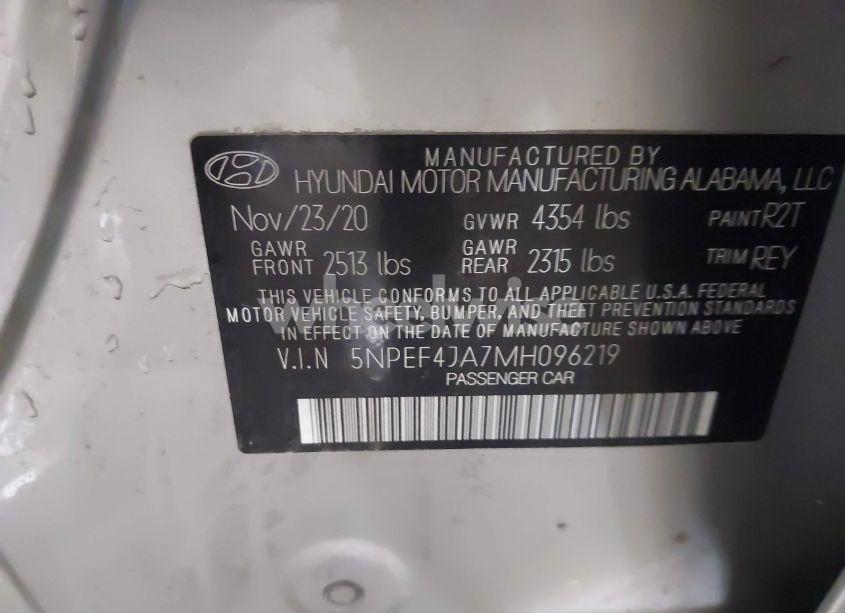 MANUFACTURED BY
HYUNDAI MOTOR MANUFACTURING ALABAMA, LLC
Nov/23/20 GVWR 4354 lbs PAINT R2T
GAWR FRONT 2513 lbs GAWR REAR 2315 lbs TRIM REY
THIS VEHICLE CONFORMS TO ALL APPLICABLE U.S.A. FEDERAL
MOTOR VEHICLE SAFETY, BUMPER, AND THEFT PREVENTION STANDARDS
IN EFFECT ON THE DATE OF MANUFACTURE SHOWN ABOVE
V.I.N 5NPEF4JA7MH096219
PASSENGER CAR